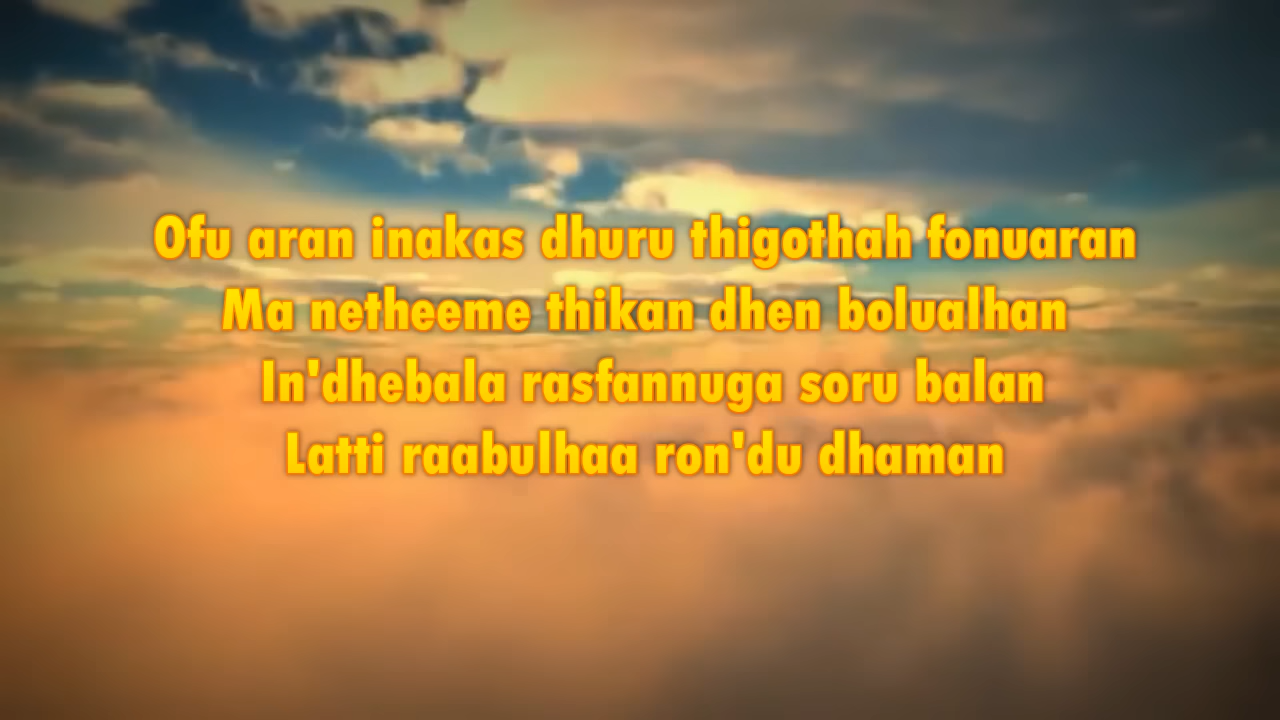 Ofu aran inakas dhuru thigothah fonuaran
Ma netheeme thikan dhen bolualhan
In'dhebala rasfannuga soru balan
Latti raabulhaa ron'du dhaman